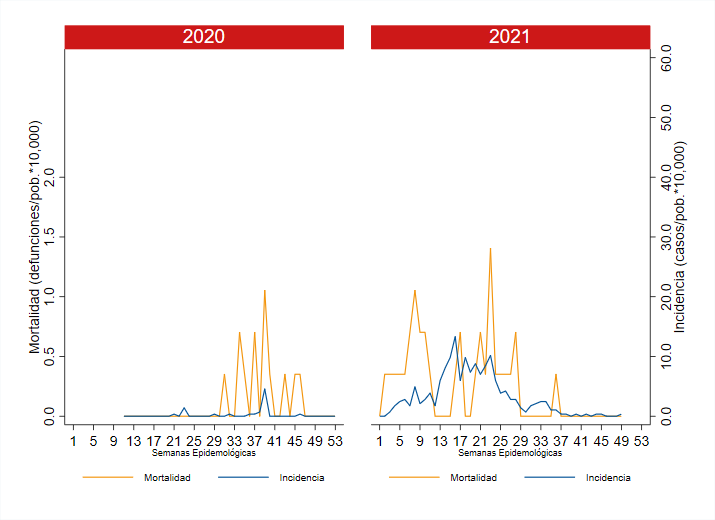 2020
2021
Mortalidad (defunciones/pob.*10,000)
0.0 0.5 1.0 1.5 2.0
Incidencia (casos/pob.*10,000)
0.0 10.0 20.0 30.0 40.0 50.0 60.0
1 5 9 13 17 21 25 29 33 37 41 45 49 53
1 5 9 13 17 21 25 29 33 37 41 45 49 53
Semanas Epidemológicas
Semanas Epidemológicas
Mortalidad Incidencia
Mortalidad Incidencia